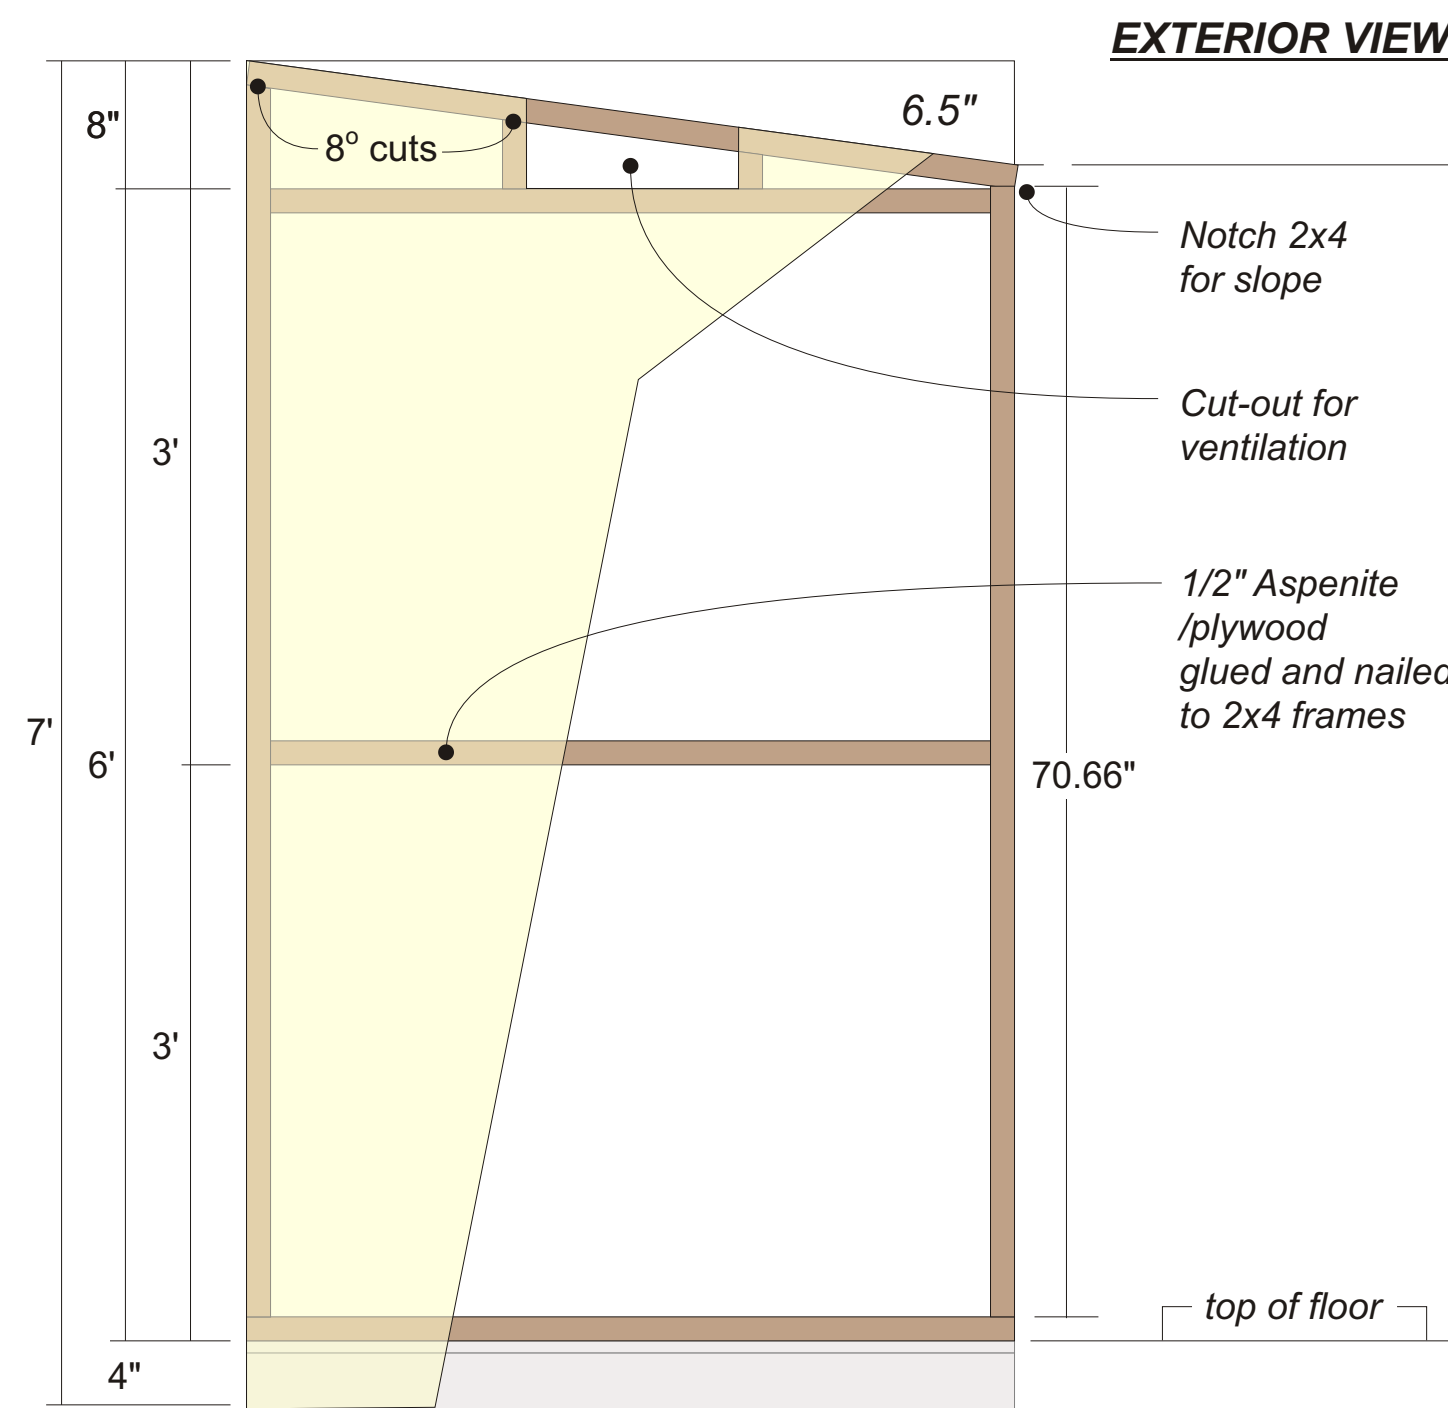 EXTERIOR VIEW
6.5"
8"
8° cuts
Notch 2x4
for slope
Cut-out for
ventilation
3'
1/2" Aspenite
/plywood
glued and nailed
to 2x4 frames
7'
6'
70.66"
3'
top of floor
4"